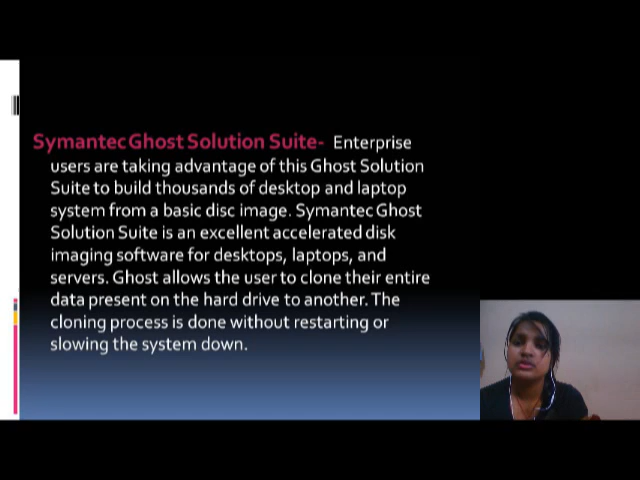 Symantec Ghost Solution Suite- Enterprise
users are taking advantage of this Ghost Solution
Suite to build thousands of desktop and laptop
system from a basic disc image. Symantec Ghost
Solution Suite is an excellent accelerated disk
imaging software for desktops, laptops, and
servers. Ghost allows the user to clone their entire
data present on the hard drive to another. The
cloning process is done without restarting or
slowing the system down.